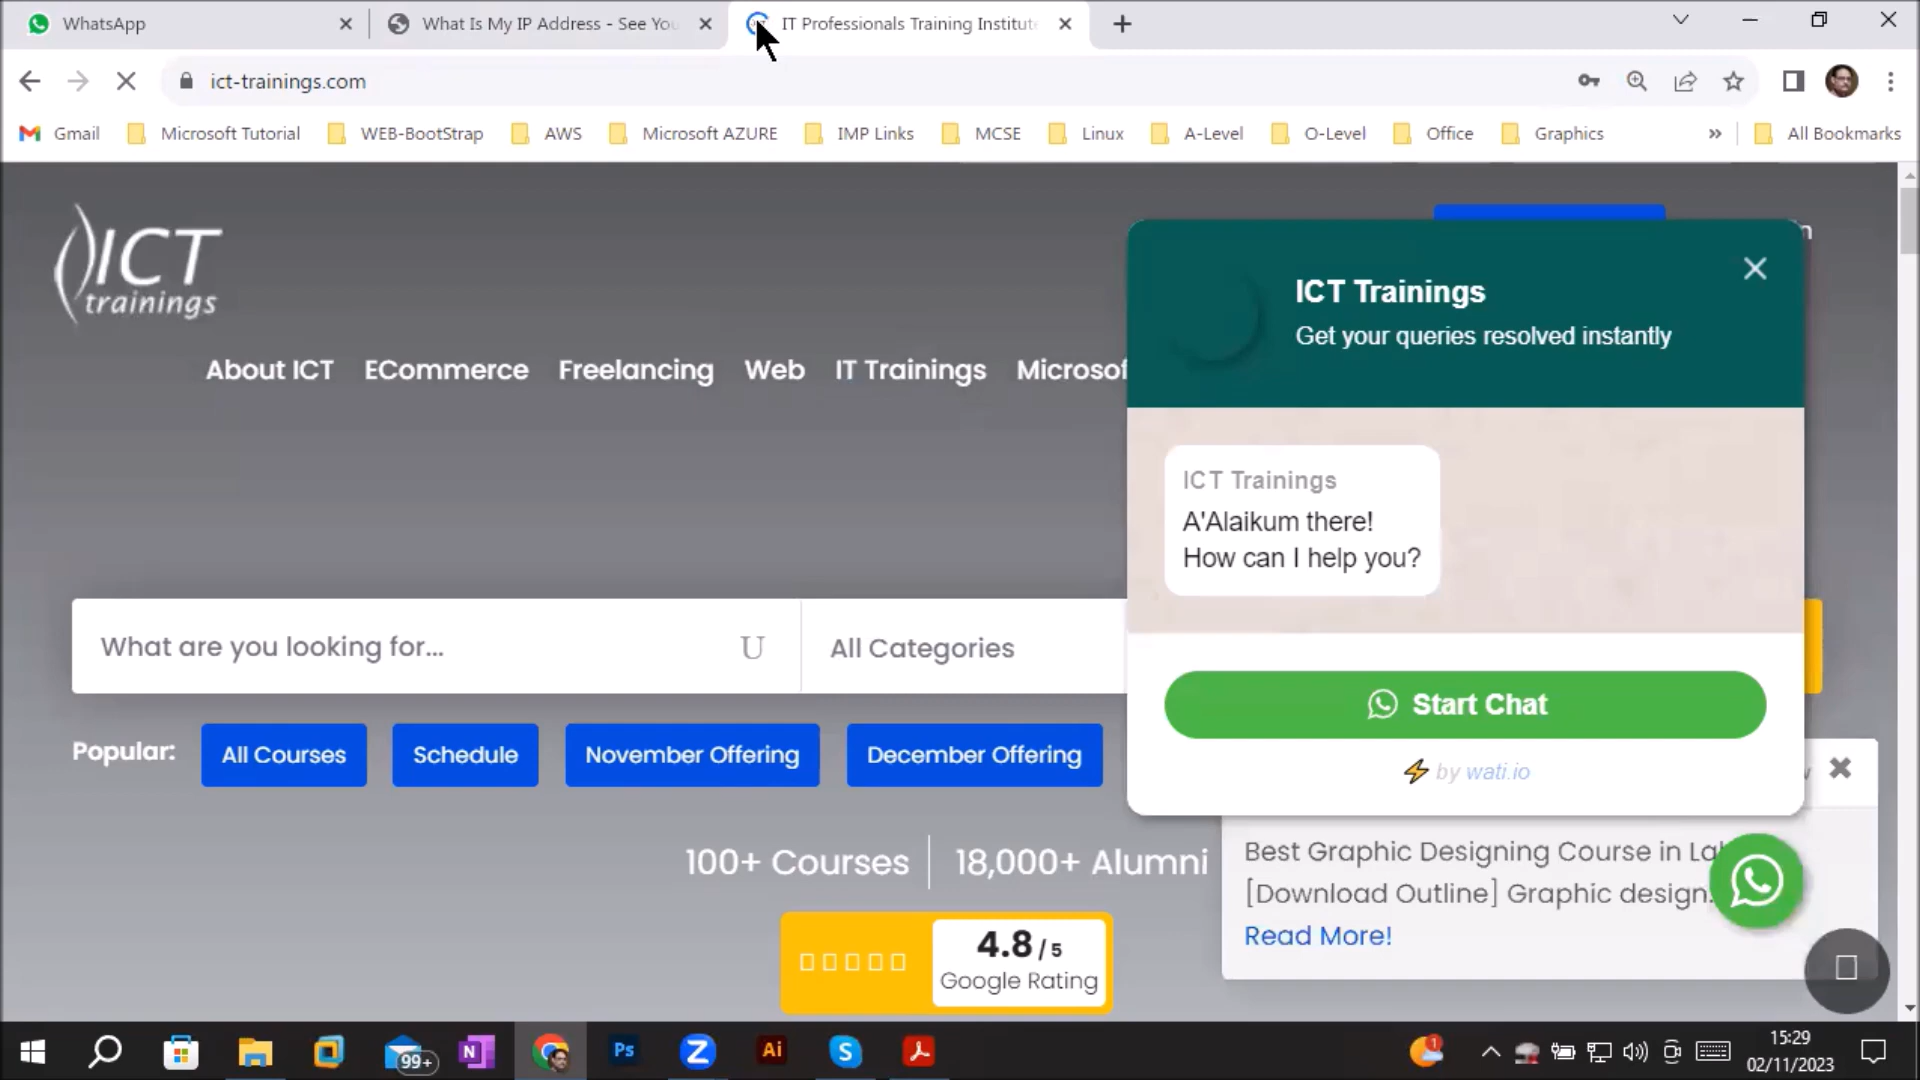 WhatsApp
What Is My IP Address - See You
IT Professionals Training Institute
ict-trainings.com
Gmail
Microsoft Tutorial
WEB-BootStrap
AWS
Microsoft AZURE
IMP Links
MCSE
Linux
A-Level
O-Level
Office
Graphics
»
All Bookmarks
ICT
trainings
ICT Trainings
Get your queries resolved instantly
About ICT
ECommerce
Freelancing
Web
IT Trainings
Microsof
ICT Trainings
A'Alaikum there!
How can I help you?
What are you looking for...
U
All Categories
Start Chat
by wati.io
Popular:
All Courses
Schedule
November Offering
December Offering
100+ Courses
18,000+ Alumni
Best Graphic Designing Course in La
[Download Outline] Graphic design.
Read More!
4.8 / 5
Google Rating
99+
N
Ps
Z
Ai
S
1
15:29
02/11/2023